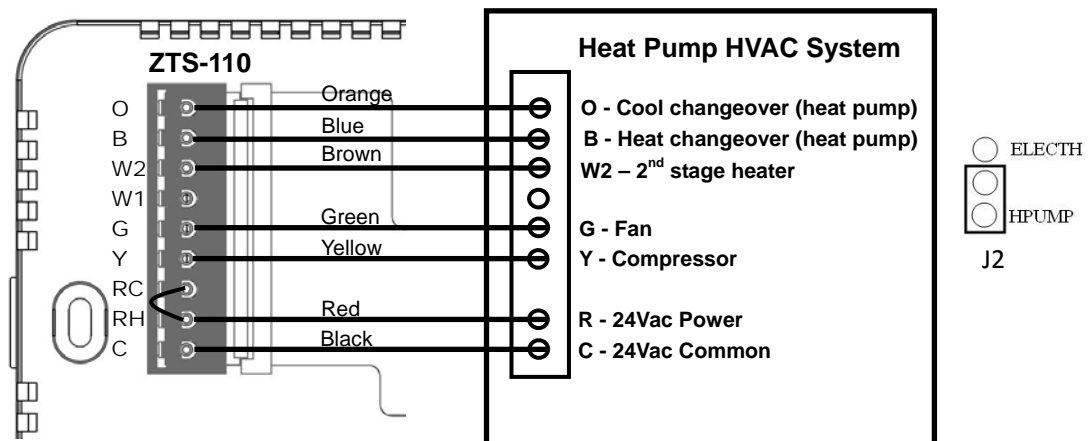 ZTS-110
Heat Pump HVAC System
O
Orange
O - Cool changeover (heat pump)
B
Blue
B - Heat changeover (heat pump)
W2
Brown
W2 – 2nd stage heater
W1
G
Green
G - Fan
Y
Yellow
Y - Compressor
RC
RH
Red
R - 24Vac Power
C
Black
C - 24Vac Common
ELECTH
HPUMP
J2